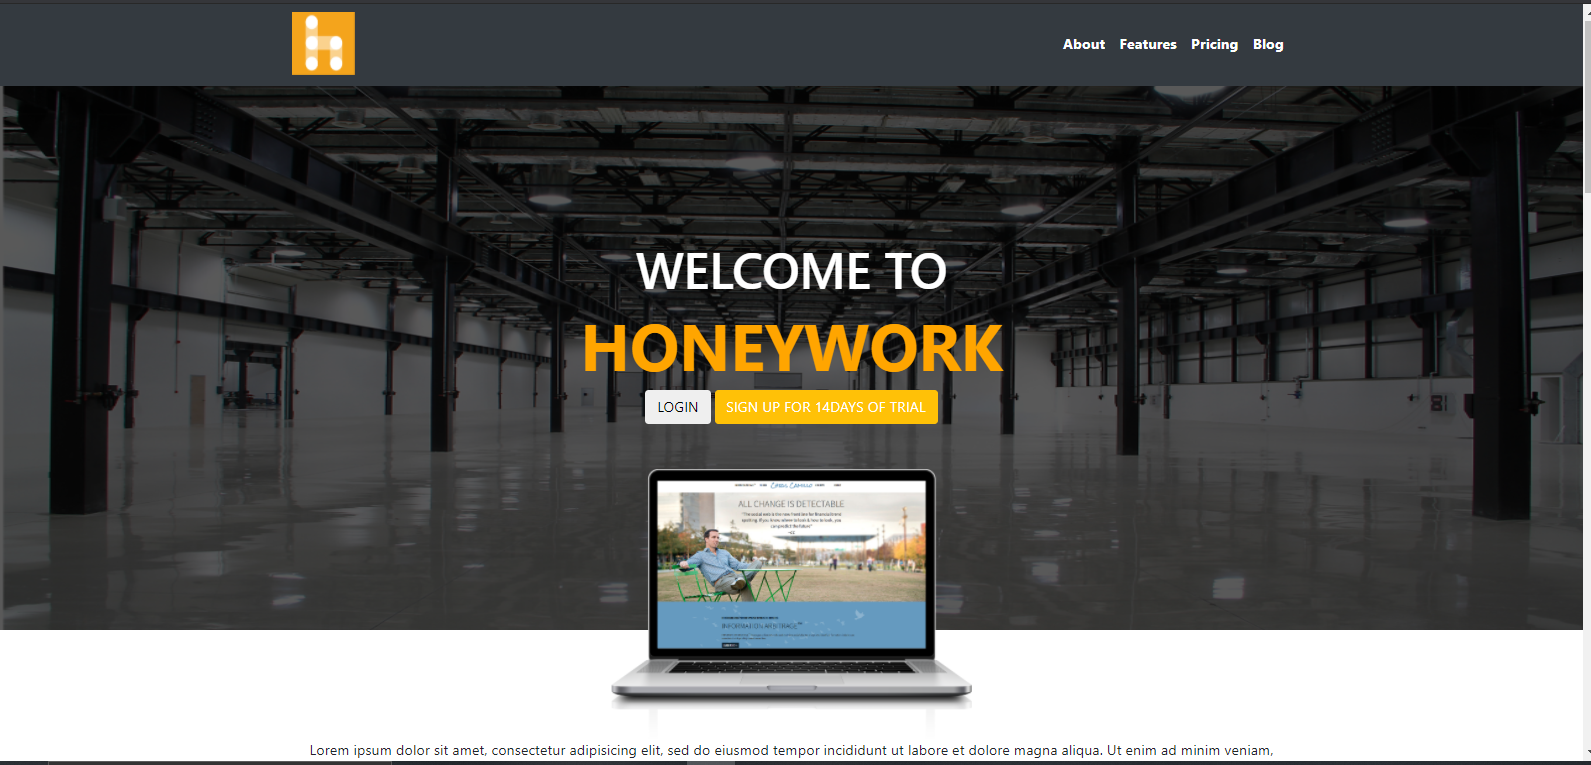 h
About Features Pricing Blog
WELCOME TO
HONEYWORK
LOGIN SIGN UP FOR 14DAYS OF TRIAL
ALL CHANGE IS DETECTABLE
INFORMATION ARBITRAGE
Lorem ipsum dolor sit amet, consectetur adipisicing elit, sed do eiusmod tempor incididunt ut labore et dolore magna aliqua. Ut enim ad minim veniam,